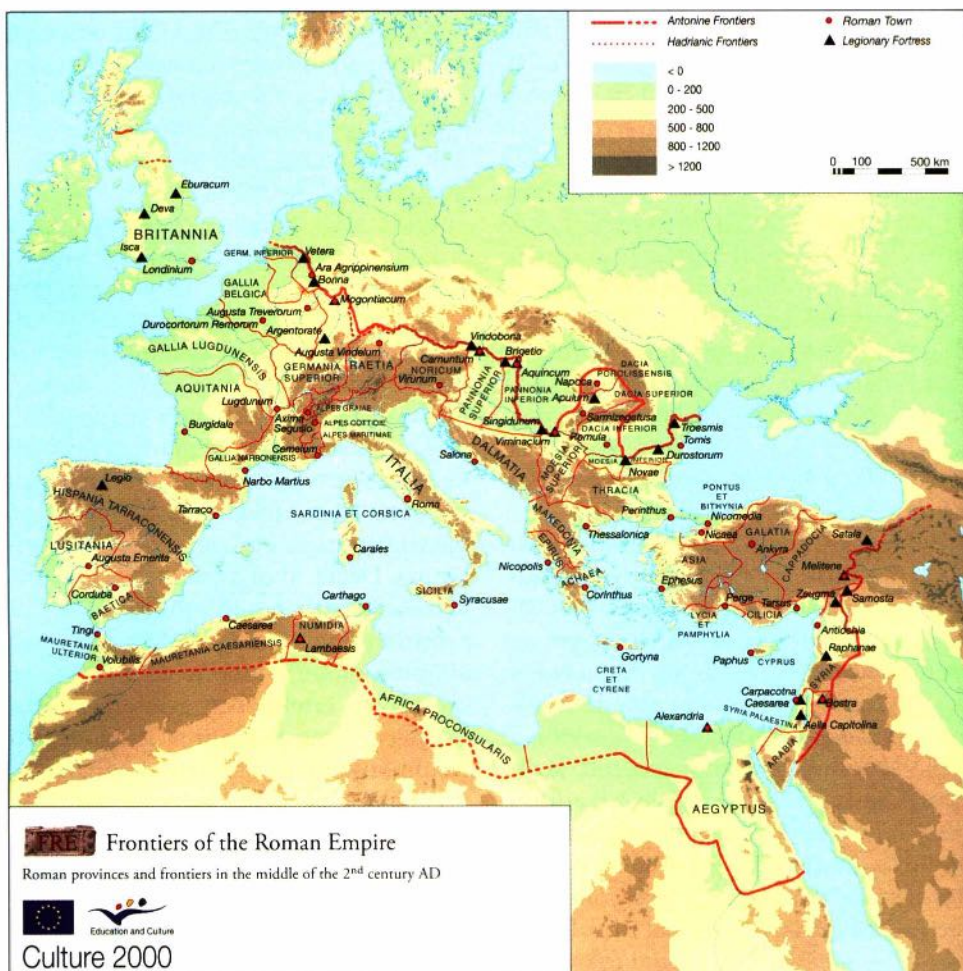 Antonine Frontiers
Hadrianic Frontiers
Roman Town
Legionary Fortress
< 0
0 - 200
200 - 500
500 - 800
800 - 1200
> 1200
0 100 500 km
Eburacum
Deva
BRITANNIA
Isca
Londinium
GERM. INFERIOR
Vetera
Ara Agrippinensium
Bonna
GALLIA
BELGICA
Mogontiacum
Augusta Treverorum
Durocortorum Remorum
Argentorate
GALLIA LUGDUNENSIS
Augusta Vindelum
GERMANIA
SUPERIOR
RAETIA
NORICUM
Virunum
Vindobona
Carnuntum
Brigetio
Aquincum
PANNONIA
SUPERIOR
PANNONIA
INFERIOR
DACIA
POROLISSENSIS
Napoca
DACIA SUPERIOR
Apulum
AQUITANIA
Lugdunum
Axima
Segusio
ALPES GRAIAE
ALPES COTTIDE
ALPES MARITIMAE
Cemelum
Burgidala
GALLIA NARBONENSIS
Narbo Martius
Singidunum
Viminacium
Sarmizegetusa
DACIA INFERIOR
Romula
Troesmis
Tomis
Durostorum
MOESIA INFERIOR
Novae
MOESIA
SUPERIOR
DALMATIA
Salona
ITALIA
Roma
THRACIA
Perinthus
PONTUS
ET
BITHYNIA
Nicomedia
Nicaea
GALATIA
Ankyra
CAPPADOCIA
Satala
Melitene
Legio
HISPANIA TARRACONENSIS
Tarraco
LUSITANIA
Augusta Emerita
Corduba
BAETICA
SARDINIA ET CORSICA
Carales
MAKEDONIA
Thessalonica
EPIRUS
Nicopolis
ACHAEA
Corinthus
ASIA
Ephesus
LYCIA
ET
PAMPHYLIA
Perge
Tarsus
CILICIA
Zeugma
Samosta
Antioshia
Raphanae
SYRIA
SICILIA
Syracusae
Carthago
Tingi
MAURETANIA
ULTERIOR
Volubilis
Caesarea
MAURETANIA CAESARIENSIS
NUMIDIA
Lambaesis
Gortyna
CRETA
ET
CYRENE
Paphus
CYPRUS
Carpacotna
Caesarea
SYRIA PALAESTINA
Bostra
Aella Capitolina
ARABIA
Alexandria
AFRICA PROCONSULARIS
AEGYPTUS
FRE
Frontiers of the Roman Empire
Roman provinces and frontiers in the middle of the 2nd century AD
Education and Culture
Culture 2000